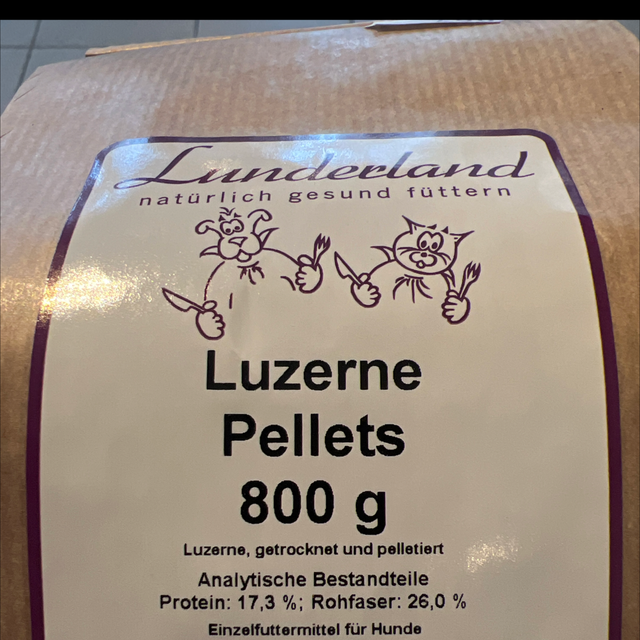 Lunderland
natürlich gesund füttern
Luzerne
Pellets
800 g
Luzerne, getrocknet und pelletiert
Analytische Bestandteile
Protein: 17,3 %; Rohfaser: 26,0 %
Einzelfuttermittel für Hunde